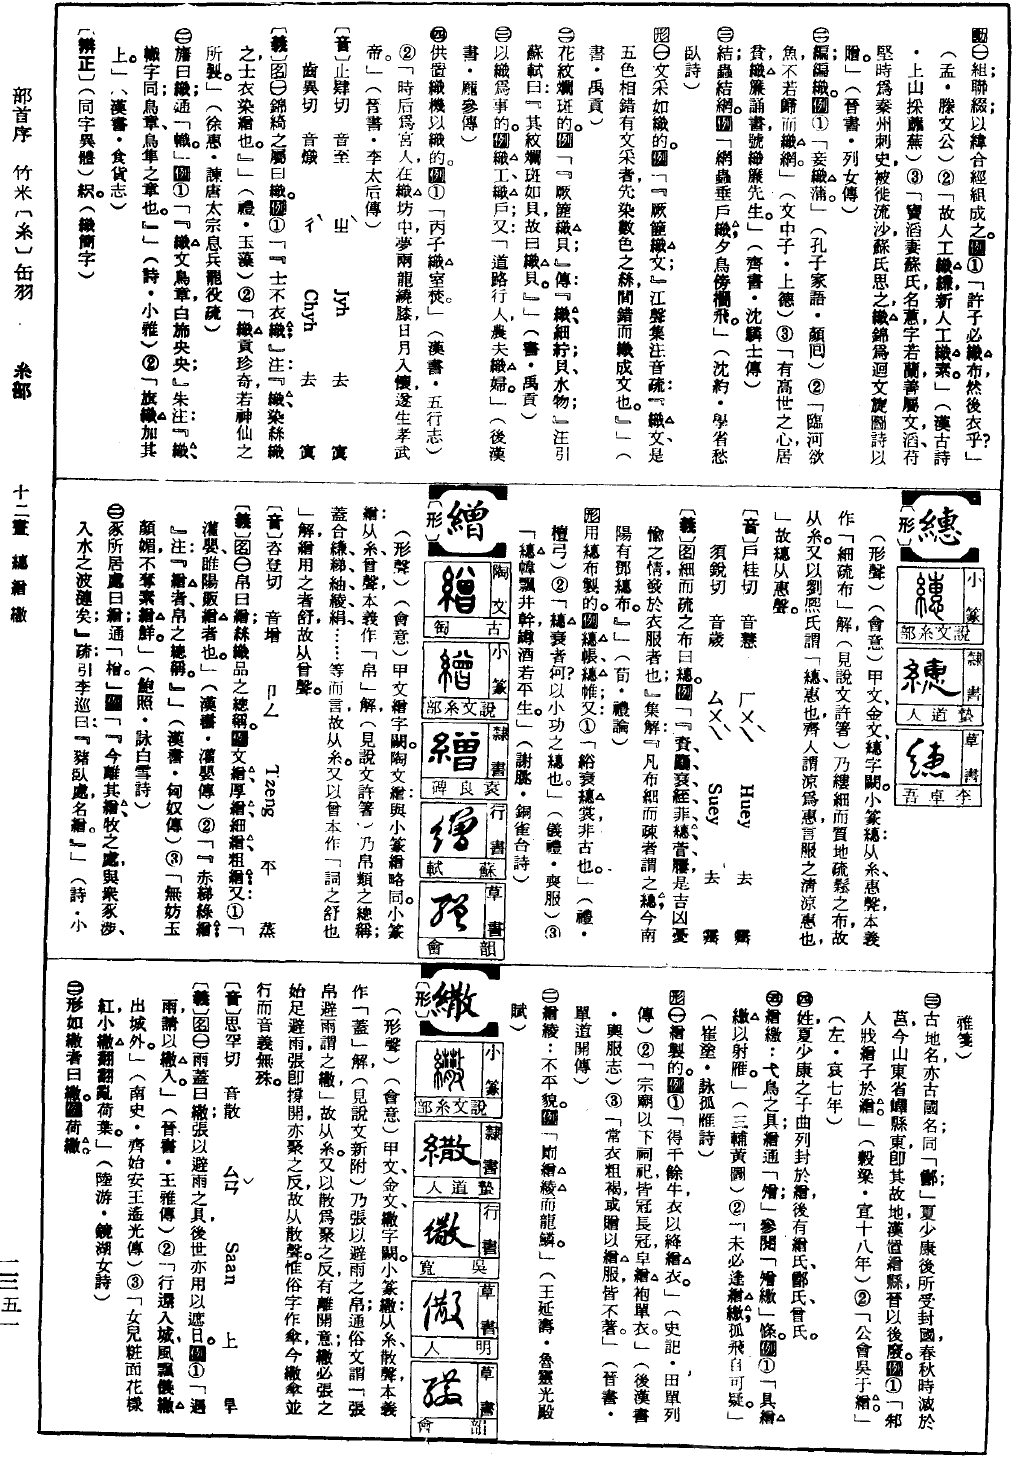 動㊀組聯綴以緯合經組成之。例①「許子必織布然後衣乎？」
（孟・滕文公）②「故人工織縑新人工織素」（漢古詩
・上山採蘼蕪）③「竇滔妻蘇氏名蕙字若蘭善屬文滔苻
堅時爲秦州刺史被徙流沙蘇氏思之織錦爲迴文旋圖詩以
贈。」（晉書・列女傳）
㊁編編織。例①「妾織蒲」（孔子家語・顏回）②「臨河欲
魚不若歸而織網。」（文中子・上德）③「有高世之心居
貧織簾誦書號織簾先生。」（齊書・沈驎士傳）
㊂結；結蟲結網。例「網蟲垂戶織夕鳥傍櫩飛。」（沈約・學省愁
臥詩）
形㊀文采如織的。例「『厥篚織文』江聲集注音疏：『織文是
五色相錯有文采者先染數色之絲間錯而織成文也。』」（
書・禹貢）
㊁花紋斕斑的。例「『厥篚織貝』傳：『織細紵貝水物』注引
蘇軾曰：『其紋斕斑如貝故曰織貝。』」（書・禹貢）
㊂以織爲事的。例織工、織戶；又：「道路行人農夫織婦。」（後漢
書・龐參傳）
㊃供置織機以織的。例①「丙子織室烖。」（漢書・五行志）
②「時后爲宮人在織坊中夢兩龍繞膝日月入懷遂生孝武
帝。」（晉書・李太后傳）
〔音〕止肄切　音至　ㄓˋ　Jyh　去　寘
齒異切　音熾　ㄔˋ　Chyh　去　寘
〔義〕名㊀錦綺之屬曰織。例①「『士不衣織』注：『織染絲織
之士衣染繒也。』」（禮・玉藻）②「織貢珍奇若神仙之
所製。」（徐惠・諫唐太宗息兵罷役疏）
㊁旛曰織；通「幟」例①「『織文鳥章白旆央央』朱注：『織、
幟字同鳥章鳥隼之章也。』」（詩・小雅）②「旗織加其
上」（漢書・食貨志）
〔辨正〕（同字異體）綕（織簡字）
繐
〔形〕
小篆　說文糸部
隸書　蟄道人
草書　李卓吾
（形聲）（會意）甲文、金文繐字闕。小篆繐：从糸惠聲本義
作「細疏布」解（見說文許箸）乃縷細而質地疏鬆之布故
从糸。又以劉熙氏謂「繐惠也齊人謂涼爲惠言服之清涼惠也
」故繐从惠聲。
〔音〕戶桂切　音慧　ㄏㄨㄟˋ　Huey　去　霽
須銳切　音歲　ㄙㄨㄟˋ　Suey　去　霽
〔義〕名細而疏之布曰繐。例「『資麤衰絰菲繐菅屨是吉凶憂
愉之情發於衣服者也』集解：『凡布細而疎者謂之繐今南
陽有鄧繐布。』」（荀・禮論）
形用繐布製的。例繐帳、繐帷；又：①「綌衰繐裳非古也。」（禮・
檀弓）②「繐衰者何？以小功之繐也。」（儀禮・喪服）③
「繐幃飄井幹罇酒若平生。」（謝朓・銅雀台詩）
繒
〔形〕
陶文　古匋
小篆　說文糸部
隸書　袁良碑
行書　蘇軾
草書　韻會
（形聲）（會意）甲文繒字闕。陶文繒：與小篆繒略同。小篆
繒：从糸曾聲本義作「帛」解（見說文許箸）乃帛類之總稱；
蓋合縑、綈、紬、綾、絹……等而言故从糸。又以曾本作「詞之舒也
」解繒用之者舒故从曾聲。
〔音〕咨登切　音增　ㄗㄥ　Tzeng　平　蒸
〔義〕名㊀帛曰繒；絲織品之總稱。例文繒、厚繒、細繒、粗繒；又：①「
灌嬰睢陽販繒者也。」（漢書・灌嬰傳）②「『赤綈綠繒
』注：『繒者帛之總稱。』」（漢書・匈奴傳）③「無妨玉
顏媚不奪素繒鮮」（鮑照・詠白雪詩）
㊁豕所居處曰繒；通「橧」。例「『今離其繒牧之處與衆豕涉、
入水之波漣矣。』疏引李巡曰：『豬臥處名繒。』」（詩・小
雅箋）
㊂古地名亦古國名；同「鄫」；夏少康後所受封國春秋時滅於
莒今山東省嶧縣東即其故地漢置繒縣晉以後廢。例①「邾
人戕繒子於繒。」（穀梁・宣十八年）②「公會吳于繒。」
（左・哀七年）
㊃姓夏少康之子曲列封於繒後有繒氏、鄫氏、曾氏。
㊄繒繳：弋鳥之具；繒通「矰」參閱「矰繳」條。例①「具繒
繳以射雁。」（三輔黃圖）②「未必逢繒繳孤飛自可疑。」
（崔塗・詠孤雁詩）
形㊀繒製的。例①「得千餘牛衣以絳繒衣。」（史記・田單列
傳）②「宗廟以下祠祀皆冠長冠皁繒袍單衣。」（後漢書
・輿服志）③「常衣粗褐或贈以繒服皆不著。」（晉書・
單道開傳）
㊁繒綾：不平貌。例「㟎繒綾而龍鱗。」（王延壽・魯靈光殿
賦）
繖
〔形〕
小篆　說文糸部
隸書　蟄道人
行書　吳寬
草書　明人
草書　韻會
（形聲）（會意）甲文、金文繖字闕。小篆繖：从糸散聲本義
作「蓋」解（見說文新附）乃張以避雨之帛；通俗文謂「張
帛避雨謂之繖」故从糸。又以散爲聚之反有離開意；繖必張之
始足避雨張卽撐開亦聚之反故从散聲。惟俗字作傘今繖傘並
行而音義無殊。
〔音〕思罕切　音散　ㄙㄢˇ　Saan　上　旱
〔義〕名㊀雨蓋曰繖；張以避雨之具後世亦用以遮日。例①「遇
雨請以繖入。」（晉書・王雅傳）②「行還入城風飄儀繖
出城外」（南史・齊始安王遙光傳）③「女兒粧面花樣
紅小繖翻翻亂荷葉」（陸游・鏡湖女詩）
㊁形如繖者曰繖。例荷繖。
部首序　竹米〔糸〕缶羽　糸部　十二畫　繐繒繖
一二三五一